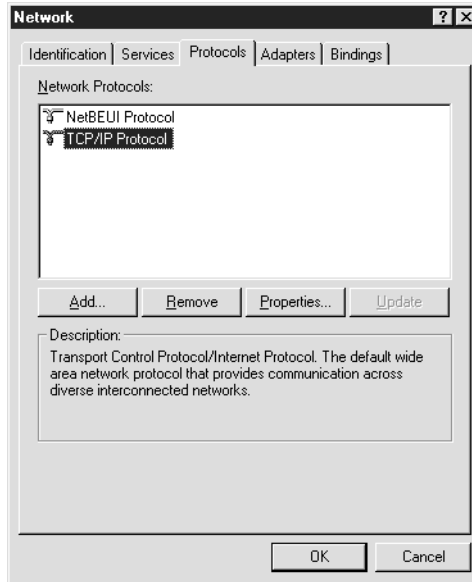 Network
Identification Services Protocols Adapters Bindings
Network Protocols:
NetBEUI Protocol
TCP/IP Protocol
Add... Remove Properties... Update
Description:
Transport Control Protocol/Internet Protocol. The default wide
area network protocol that provides communication across
diverse interconnected networks.
OK Cancel